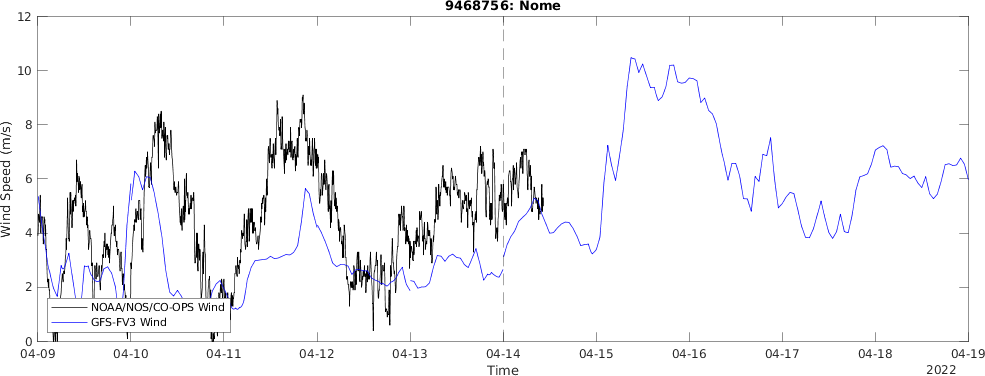 9468756: Nome
12
10
8
6
4
2
0
Wind Speed (m/s)
NOAA/NOS/CO-OPS Wind
GFS-FV3 Wind
04-09 04-10 04-11 04-12 04-13 04-14 04-15 04-16 04-17 04-18 04-19
Time
2022